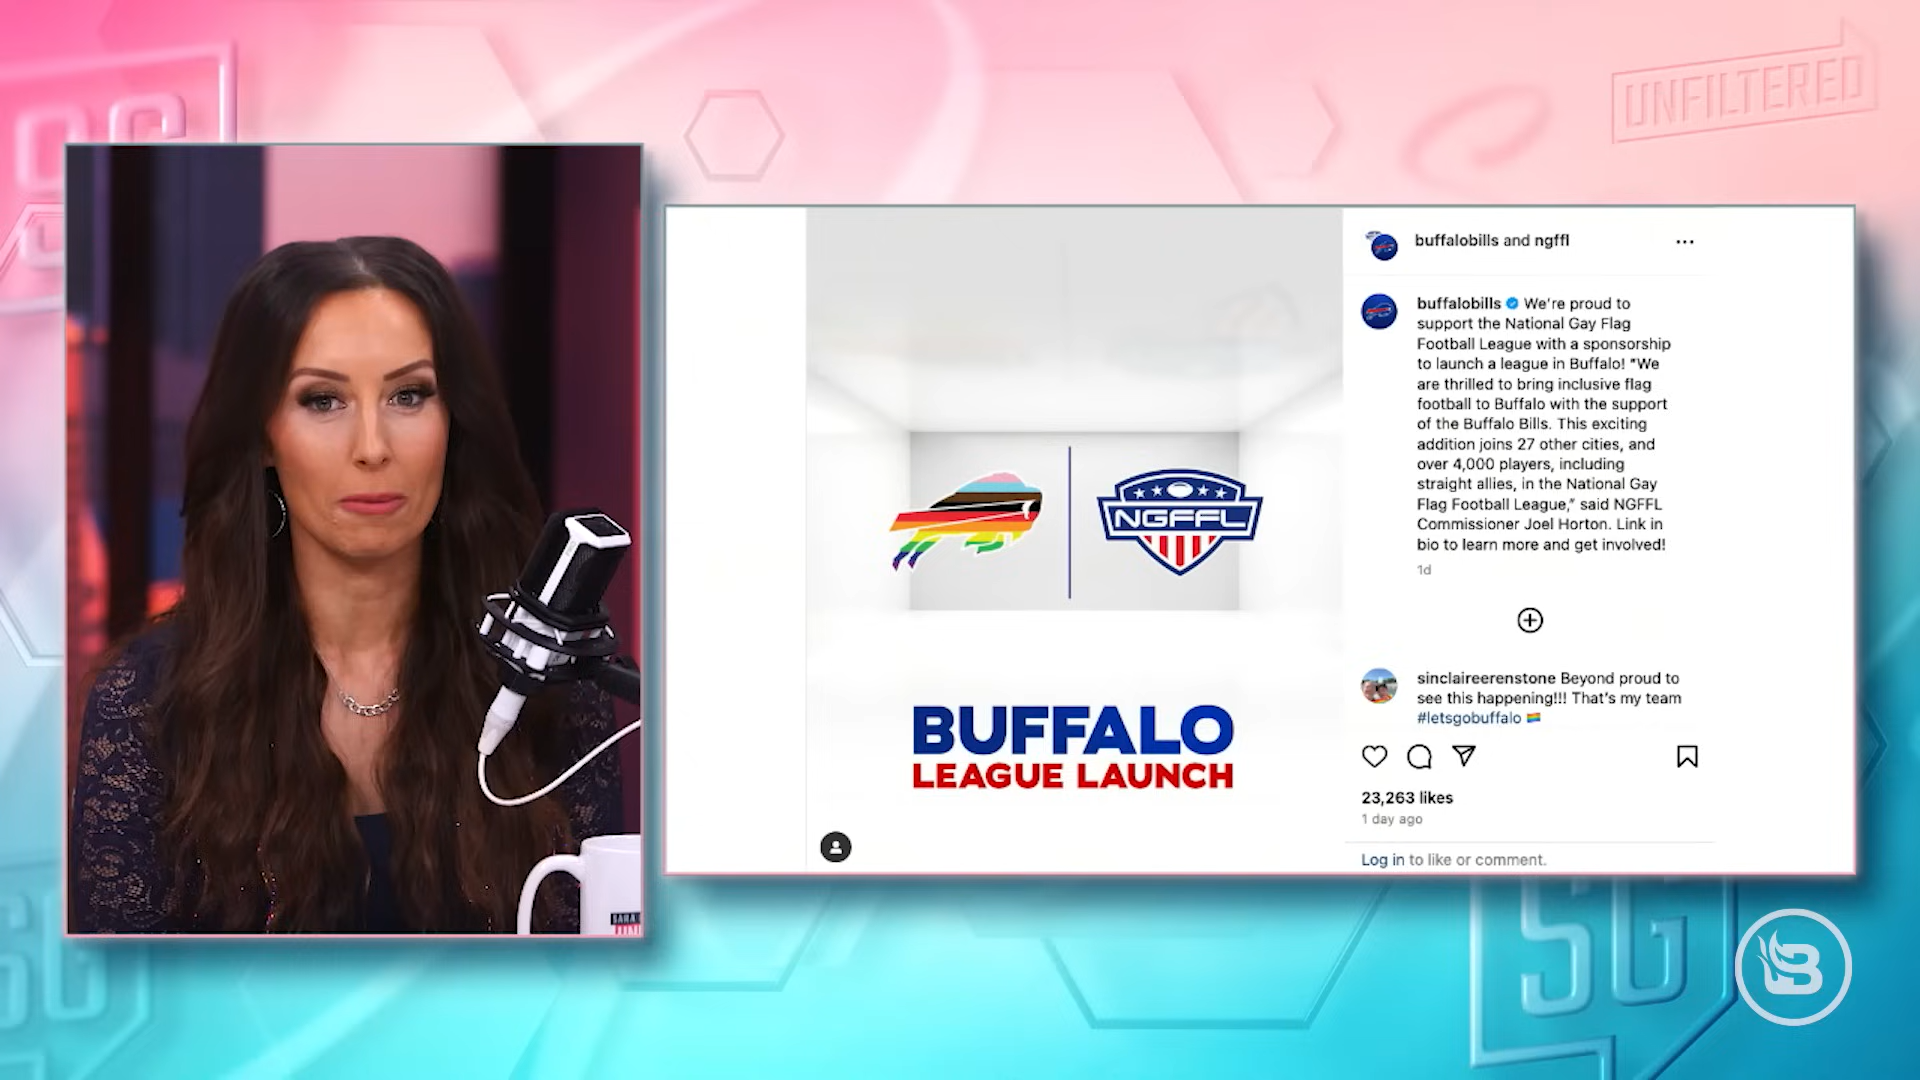 UNFILTERED
SG
buffalobills and ngffl
buffalobills We're proud to
support the National Gay Flag
Football League with a sponsorship
to launch a league in Buffalo! "We
are thrilled to bring inclusive flag
football to Buffalo with the support
of the Buffalo Bills. This exciting
addition joins 27 other cities, and
over 4,000 players, including
straight allies, in the National Gay
Flag Football League," said NGFFL
Commissioner Joel Horton. Link in
bio to learn more and get involved!
1d
NGFFL
BUFFALO
LEAGUE LAUNCH
sinclaireerenstone Beyond proud to
see this happening!!! That's my team
#letsgobuffalo
23,263 likes
1 day ago
Log in to like or comment.
SG
SG
B